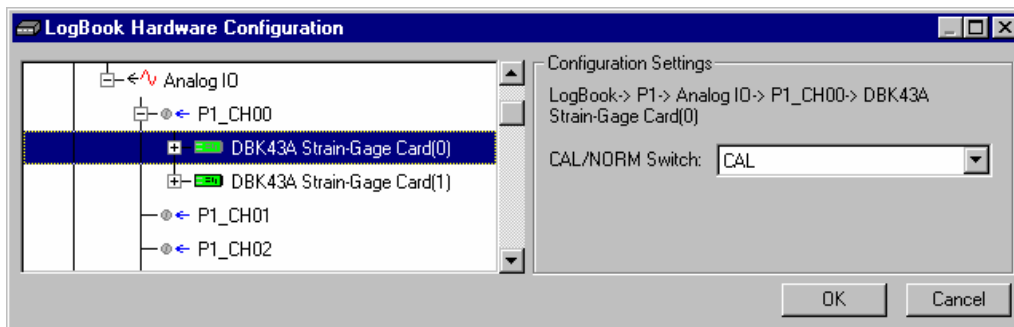 LogBook Hardware Configuration
Analog IO
P1_CH00
DBK43A Strain-Gage Card(0)
DBK43A Strain-Gage Card(1)
P1_CH01
P1_CH02
Configuration Settings
LogBook-> P1-> Analog IO-> P1_CH00-> DBK43A
Strain-Gage Card(0)
CAL/NORM Switch: CAL
OK Cancel